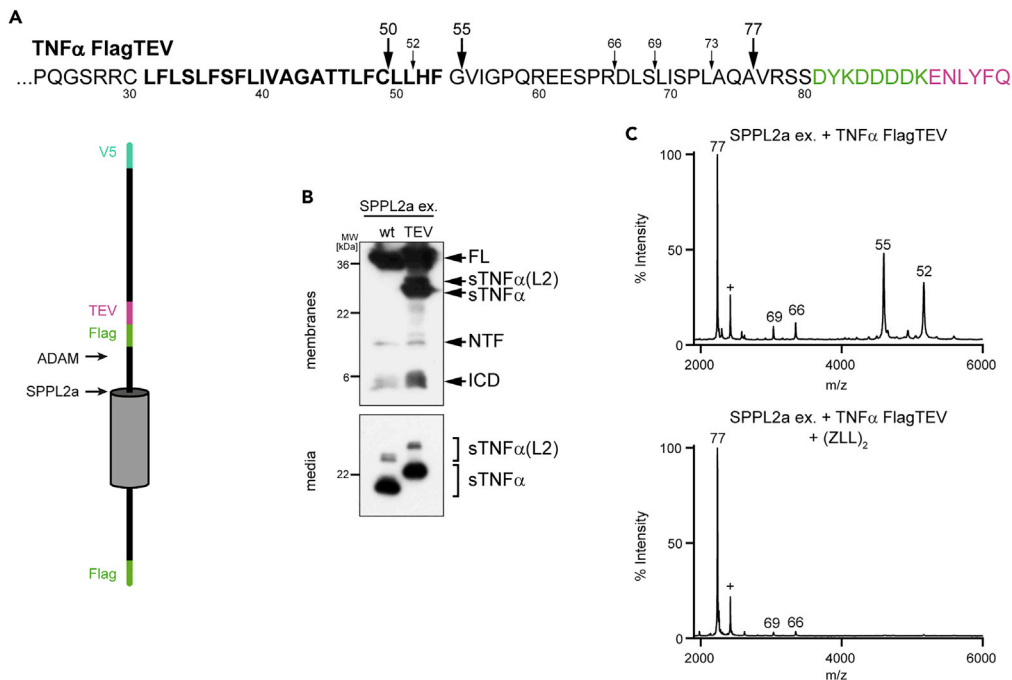 A
50
55
77
52
66
69
73
TNFα FlagTEV
...PQGSRRC LFLSLFSFLIVAGATTLFCLLHF GVIGPQREESPRDLSLISPLAQAVRSSDYKDDDDKENLYFQ
30
40
50
60
70
80
V5
TEV
Flag
ADAM
SPPL2a
Flag
B
SPPL2a ex.
MW
[kDa]
wt
TEV
36
22
6
membranes
FL
sTNFα(L2)
sTNFα
NTF
ICD
22
media
sTNFα(L2)
sTNFα
C
SPPL2a ex. + TNFα FlagTEV
100
50
0
% Intensity
77
+
69
66
55
52
2000
4000
6000
m/z
SPPL2a ex. + TNFα FlagTEV
+ (ZLL)₂
100
50
0
% Intensity
77
+
69
66
2000
4000
6000
m/z